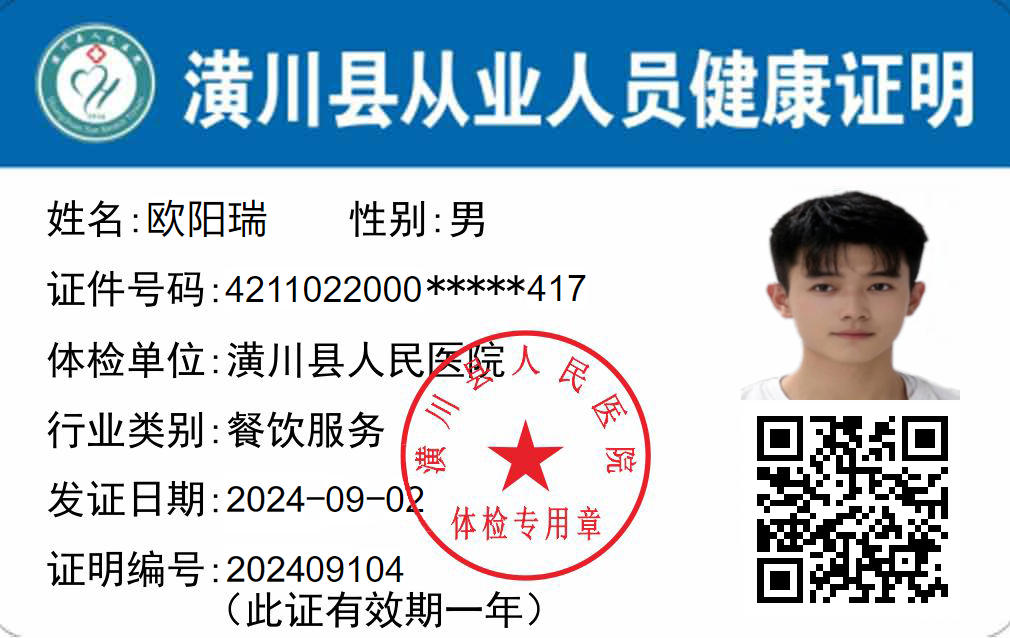 潢川县从业人员健康证明
姓名:欧阳瑞 性别:男
证件号码:4211022000*****417
体检单位:潢川县人民医院
行业类别:餐饮服务
发证日期:2024-09-02
证明编号:202409104
（此证有效期一年）
潢川县人民医院
体检专用章